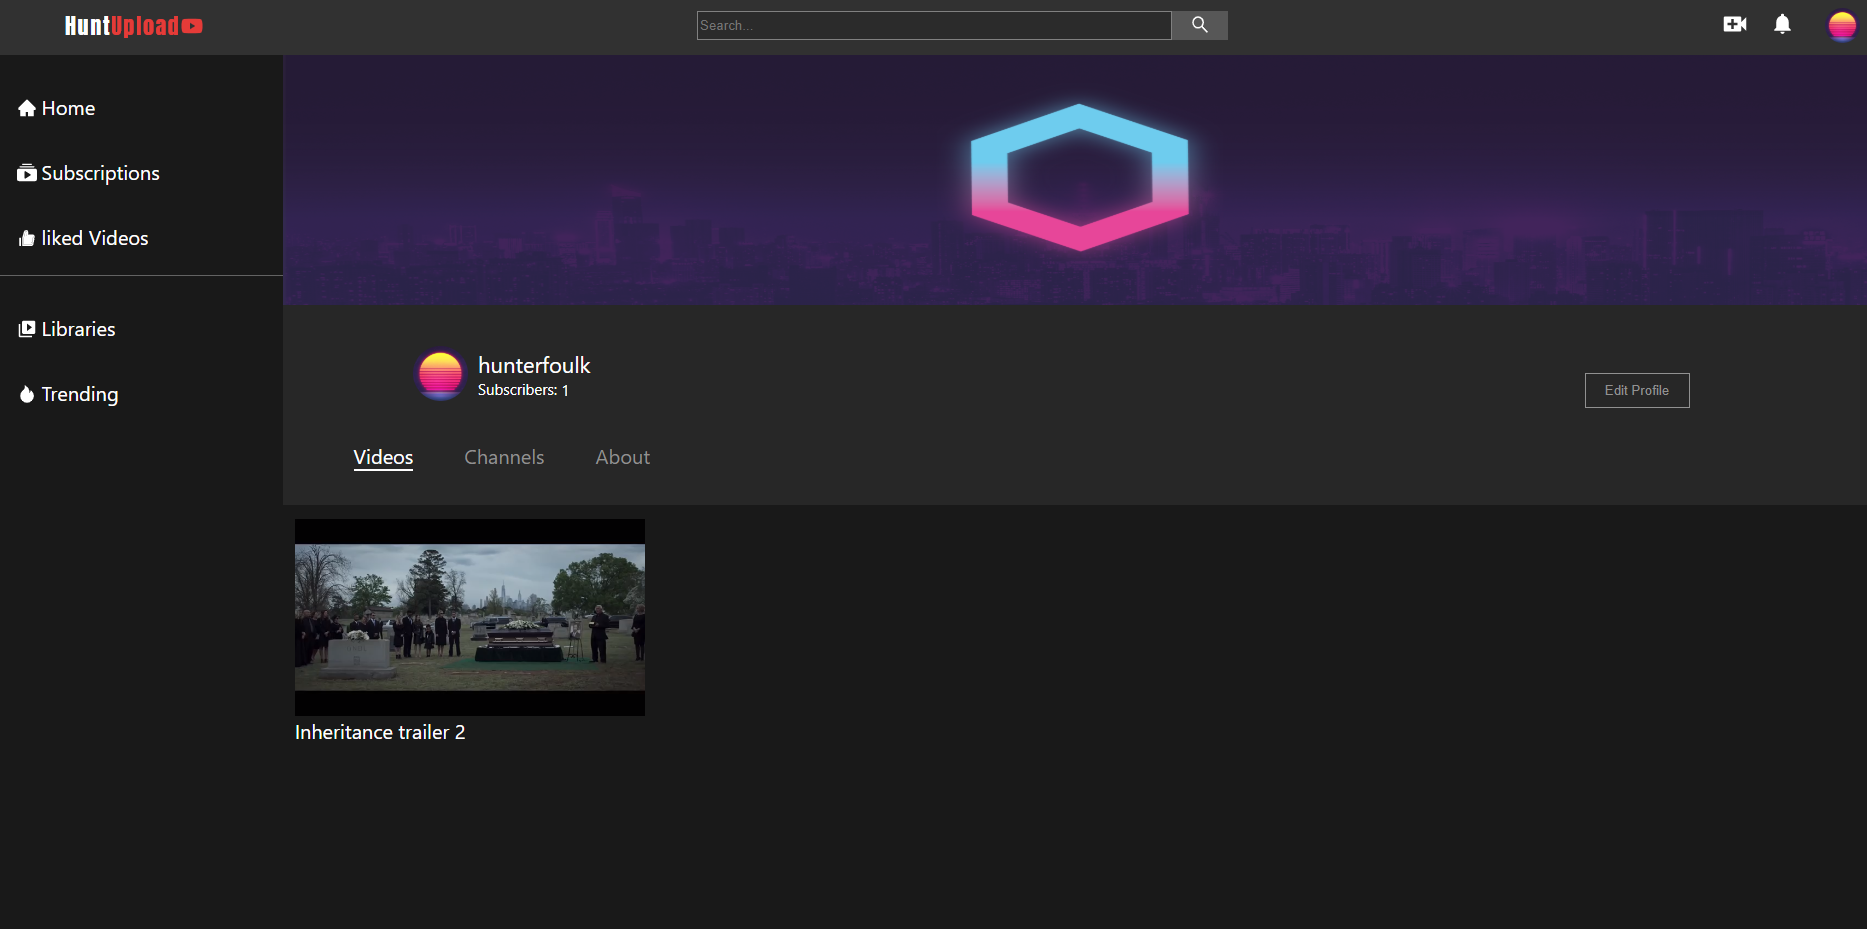 HuntUpload
Search...
Home
Subscriptions
liked Videos
Libraries
Trending
hunterfoulk
Subscribers: 1
Edit Profile
Videos Channels About
Inheritance trailer 2